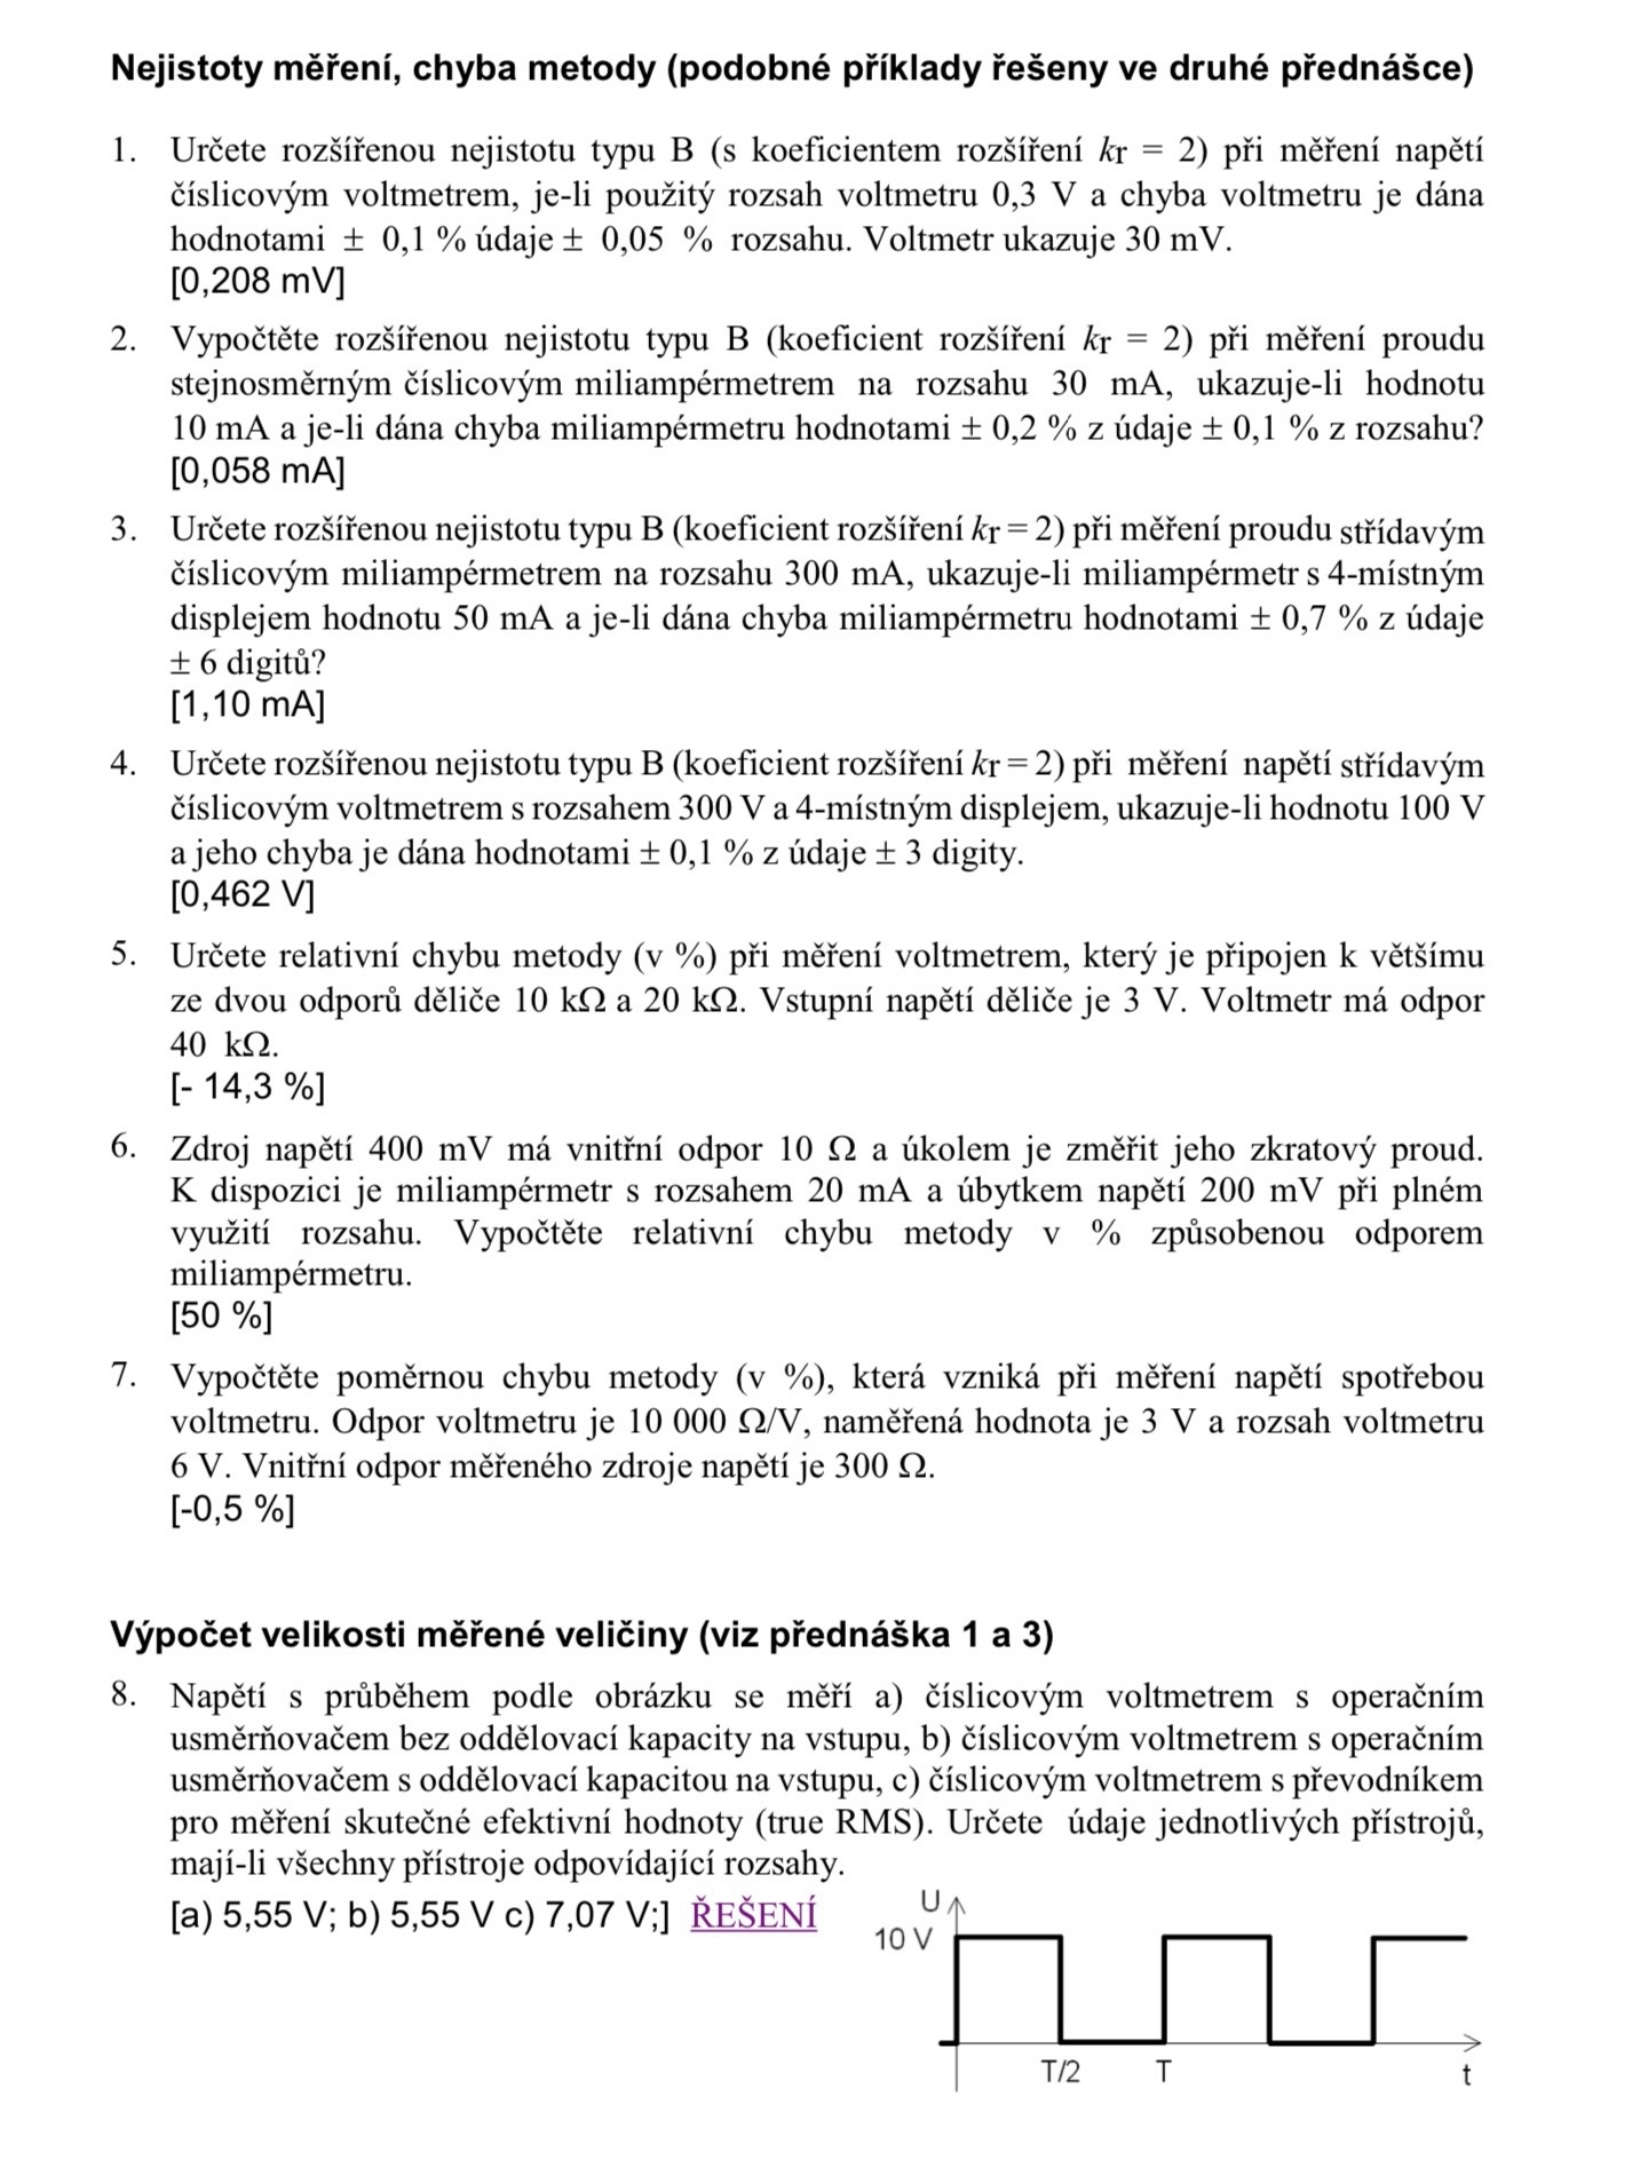 Nejistoty měření, chyba metody (podobné příklady řešeny ve druhé přednášce)
1. Určete rozšířenou nejistotu typu B (s koeficientem rozšíření kr = 2) při měření napětí
číslicovým voltmetrem, je-li použitý rozsah voltmetru 0,3 V a chyba voltmetru je dána
hodnotami ± 0,1 % údaje ± 0,05 % rozsahu. Voltmetr ukazuje 30 mV.
[0,208 mV]
2. Vypočtěte rozšířenou nejistotu typu B (koeficient rozšíření kr = 2) při měření proudu
stejnosměrným číslicovým miliampérmetrem na rozsahu 30 mA, ukazuje-li hodnotu
10 mA a je-li dána chyba miliampérmetru hodnotami ± 0,2 % z údaje ± 0,1 % z rozsahu?
[0,058 mA]
3. Určete rozšířenou nejistotu typu B (koeficient rozšíření kr = 2) při měření proudu střídavým
číslicovým miliampérmetrem na rozsahu 300 mA, ukazuje-li miliampérmetr s 4-místným
displejem hodnotu 50 mA a je-li dána chyba miliampérmetru hodnotami ± 0,7 % z údaje
± 6 digitů?
[1,10 mA]
4. Určete rozšířenou nejistotu typu B (koeficient rozšíření kr = 2) při měření napětí střídavým
číslicovým voltmetrem s rozsahem 300 V a 4-místným displejem, ukazuje-li hodnotu 100 V
a jeho chyba je dána hodnotami ± 0,1 % z údaje ± 3 digity.
[0,462 V]
5. Určete relativní chybu metody (v %) při měření voltmetrem, který je připojen k většímu
ze dvou odporů děliče 10 kΩ a 20 kΩ. Vstupní napětí děliče je 3 V. Voltmetr má odpor
40 kΩ.
[- 14,3 %]
6. Zdroj napětí 400 mV má vnitřní odpor 10 Ω a úkolem je změřit jeho zkratový proud.
K dispozici je miliampérmetr s rozsahem 20 mA a úbytkem napětí 200 mV při plném
využití rozsahu. Vypočtěte relativní chybu metody v % způsobenou odporem
miliampérmetru.
[50 %]
7. Vypočtěte poměrnou chybu metody (v %), která vzniká při měření napětí spotřebou
voltmetru. Odpor voltmetru je 10 000 Ω/V, naměřená hodnota je 3 V a rozsah voltmetru
6 V. Vnitřní odpor měřeného zdroje napětí je 300 Ω.
[-0,5 %]
Výpočet velikosti měřené veličiny (viz přednáška 1 a 3)
8. Napětí s průběhem podle obrázku se měří a) číslicovým voltmetrem s operačním
usměrňovačem bez oddělovací kapacity na vstupu, b) číslicovým voltmetrem s operačním
usměrňovačem s oddělovací kapacitou na vstupu, c) číslicovým voltmetrem s převodníkem
pro měření skutečné efektivní hodnoty (true RMS). Určete údaje jednotlivých přístrojů,
mají-li všechny přístroje odpovídající rozsahy.
[a) 5,55 V; b) 5,55 V c) 7,07 V;] ŘEŠENÍ
U
10 V
T/2 T t